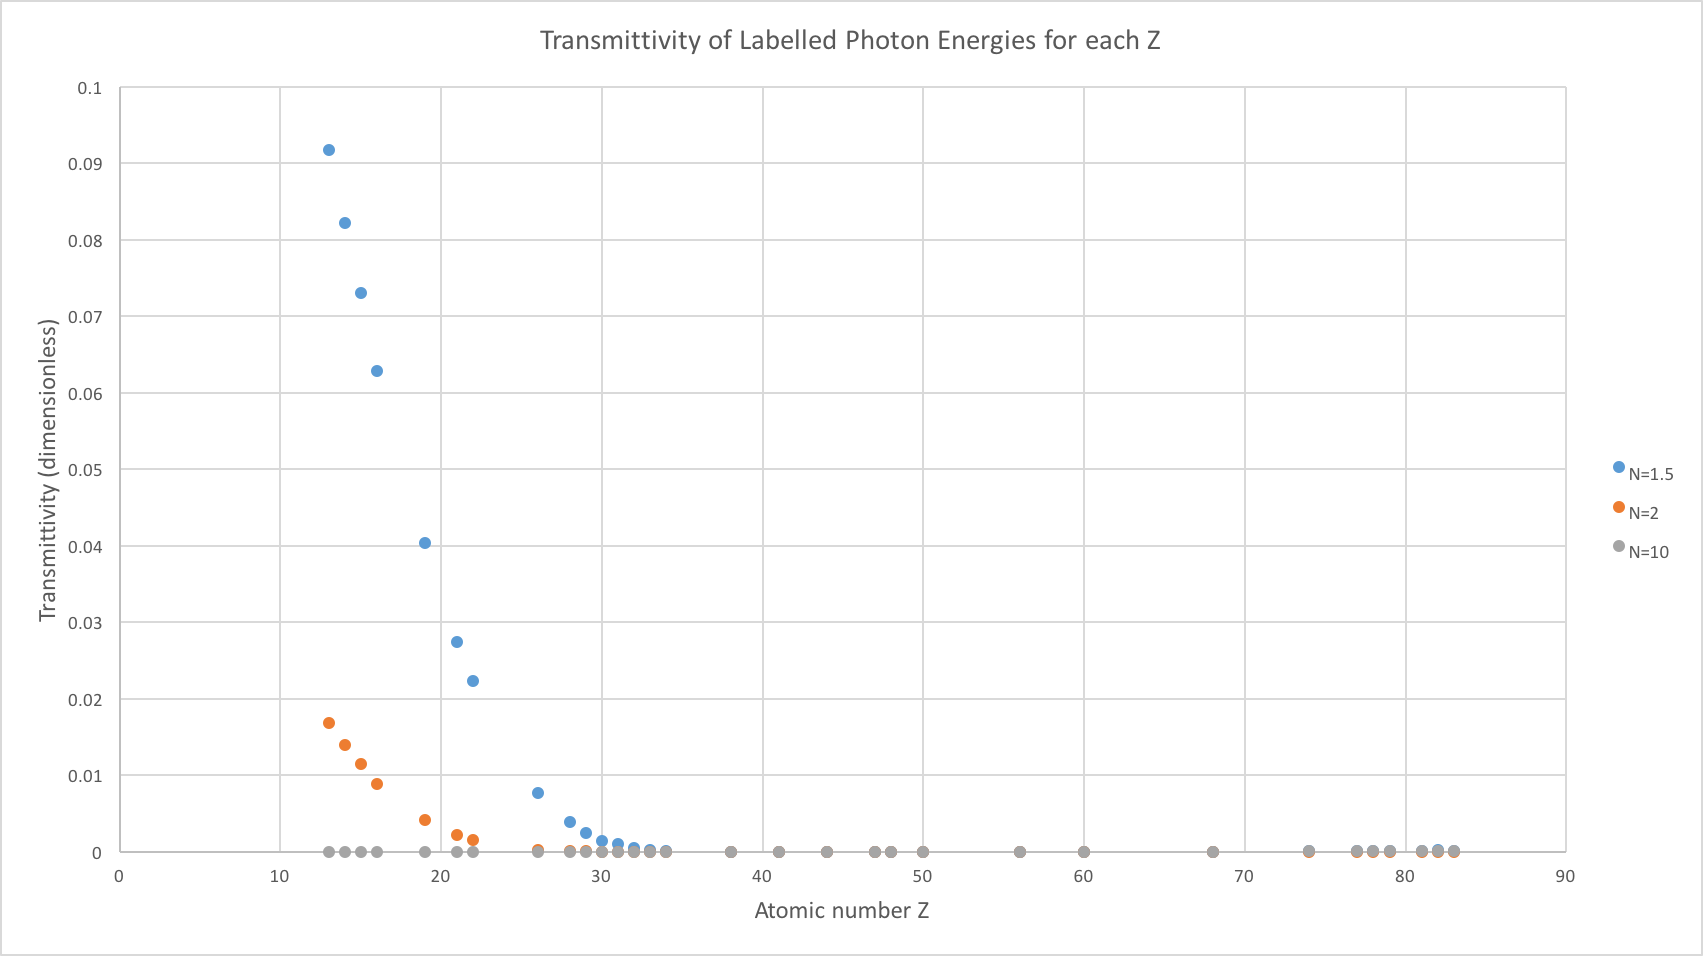 Transmittivity of Labelled Photon Energies for each Z
Transmittivity (dimensionless)
0.1
0.09
0.08
0.07
0.06
0.05
0.04
0.03
0.02
0.01
0
0 10 20 30 40 50 60 70 80 90
Atomic number Z
N=1.5
N=2
N=10